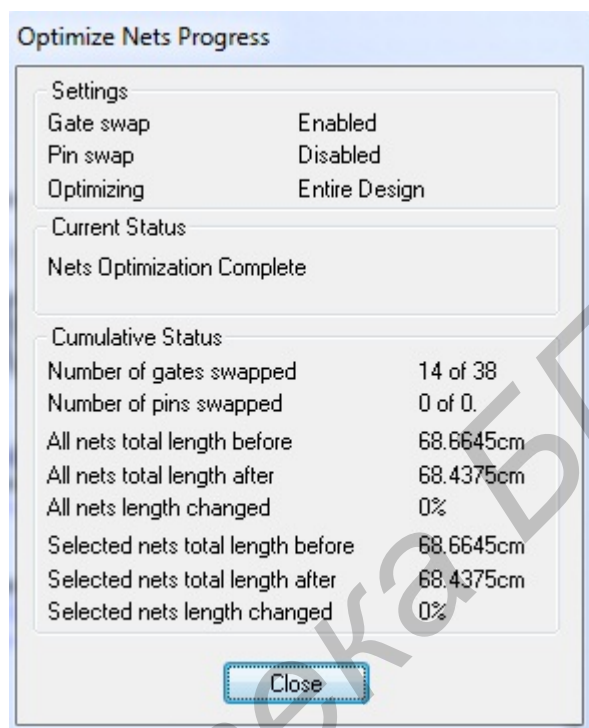 Optimize Nets Progress
Settings
Gate swap Enabled
Pin swap Disabled
Optimizing Entire Design
Current Status
Nets Optimization Complete
Cumulative Status
Number of gates swapped 14 of 38
Number of pins swapped 0 of 0.
All nets total length before 68.6645cm
All nets total length after 68.4375cm
All nets length changed 0%
Selected nets total length before 68.6645cm
Selected nets total length after 68.4375cm
Selected nets length changed 0%
Close